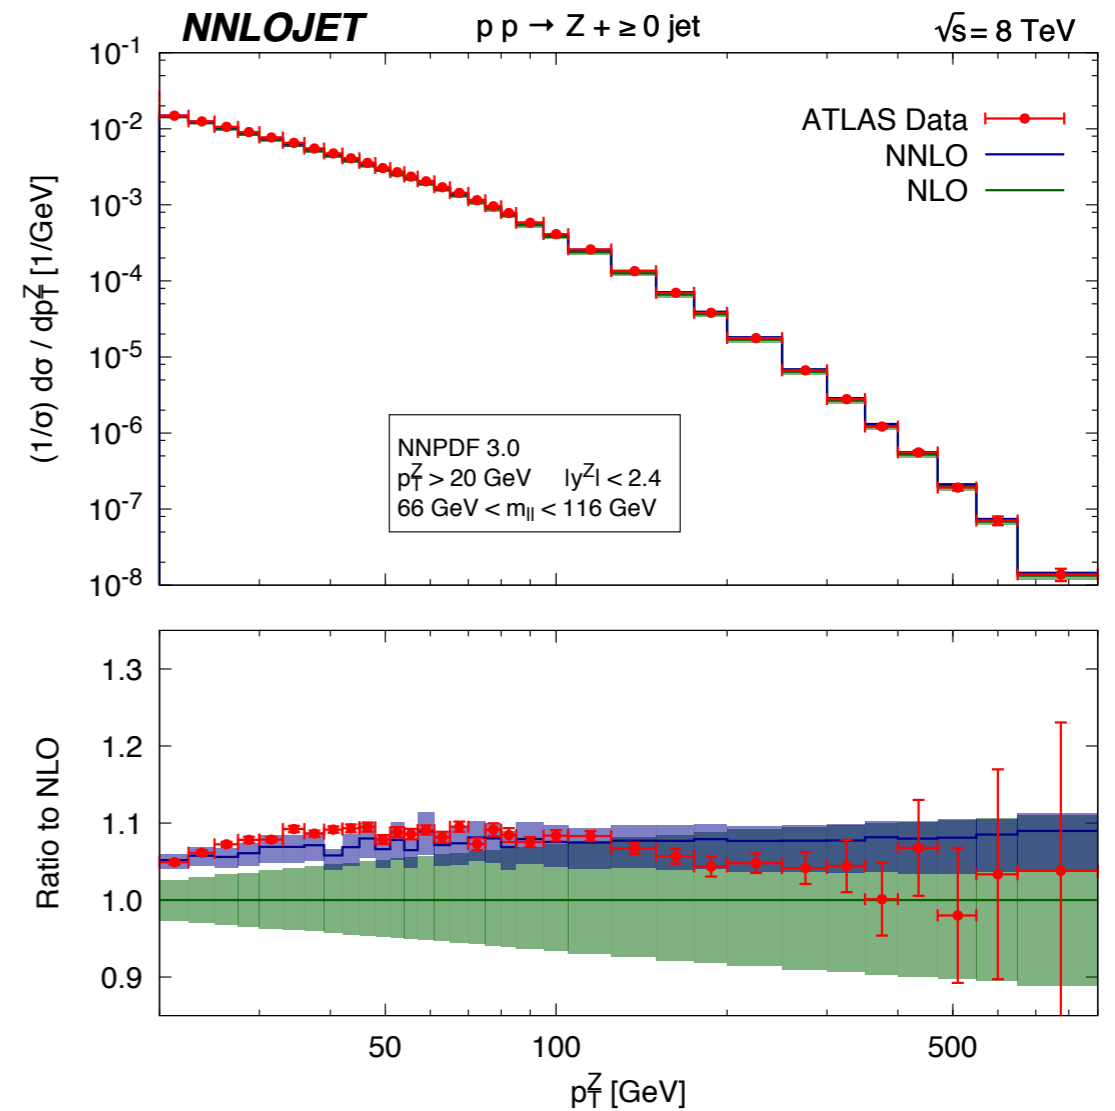 NNLOJET p p → Z + ≥ 0 jet √s = 8 TeV
10⁻¹
10⁻²
10⁻³
10⁻⁴
10⁻⁵
10⁻⁶
10⁻⁷
10⁻⁸
(1/σ) dσ / dp_T^Z [1/GeV]
ATLAS Data
NNLO
NLO
NNPDF 3.0
p_T^Z > 20 GeV |y^Z| < 2.4
66 GeV < m_ll < 116 GeV
1.3
1.2
1.1
1.0
0.9
Ratio to NLO
50 100 500
p_T^Z [GeV]